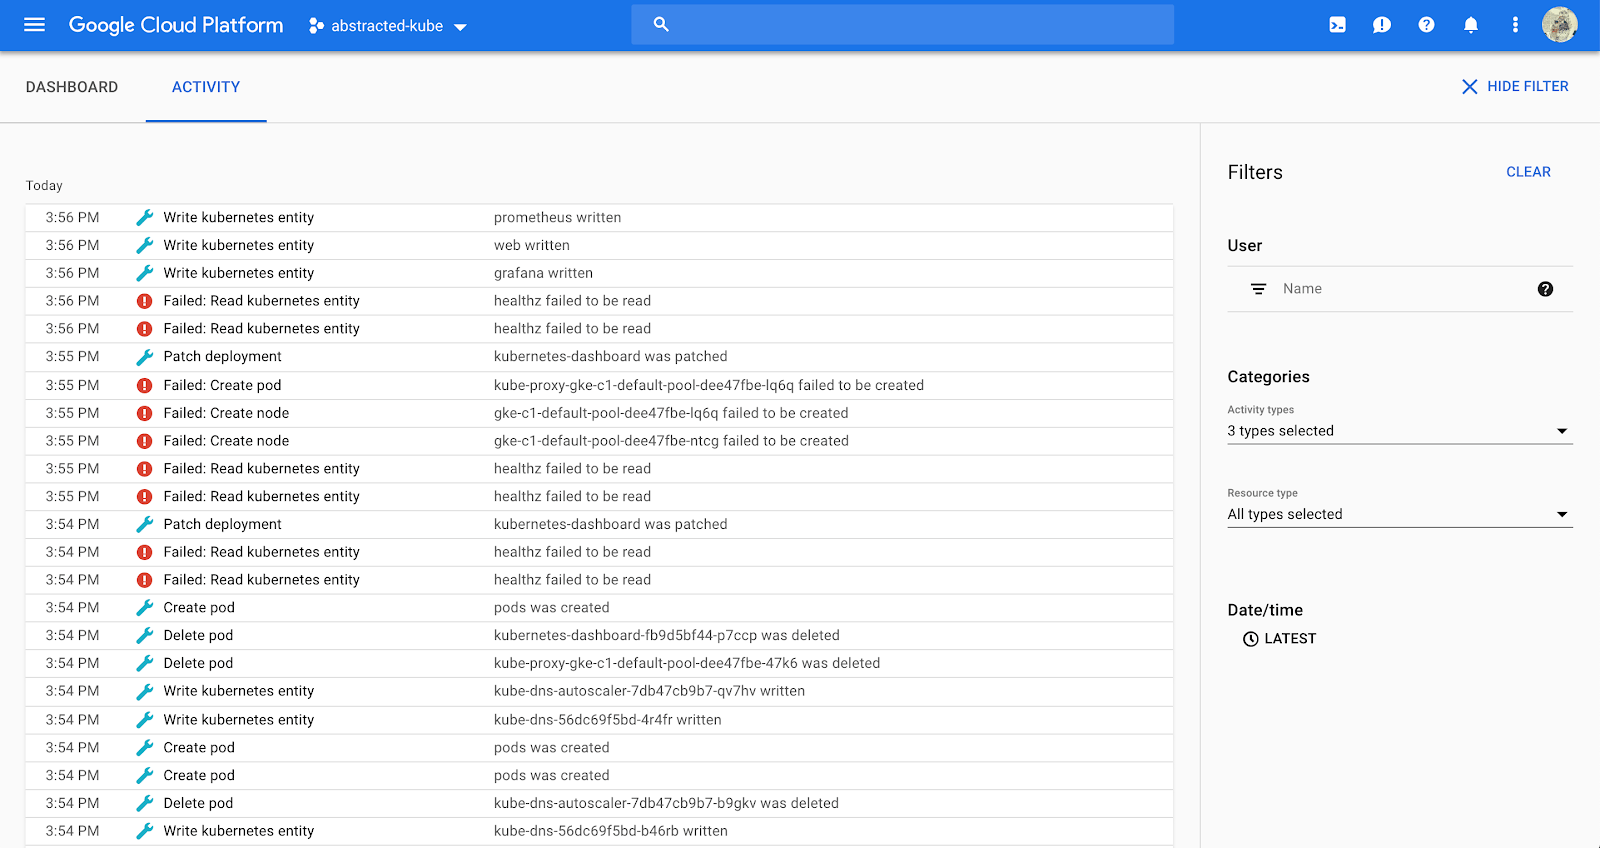 Google Cloud Platform abstracted-kube
DASHBOARD ACTIVITY HIDE FILTER
Today
3:56 PM Write kubernetes entity prometheus written
3:56 PM Write kubernetes entity web written
3:56 PM Write kubernetes entity grafana written
3:56 PM Failed: Read kubernetes entity healthz failed to be read
3:56 PM Failed: Read kubernetes entity healthz failed to be read
3:55 PM Patch deployment kubernetes-dashboard was patched
3:55 PM Failed: Create pod kube-proxy-gke-c1-default-pool-dee47fbe-lq6q failed to be created
3:55 PM Failed: Create node gke-c1-default-pool-dee47fbe-lq6q failed to be created
3:55 PM Failed: Create node gke-c1-default-pool-dee47fbe-ntcg failed to be created
3:55 PM Failed: Read kubernetes entity healthz failed to be read
3:55 PM Failed: Read kubernetes entity healthz failed to be read
3:54 PM Patch deployment kubernetes-dashboard was patched
3:54 PM Failed: Read kubernetes entity healthz failed to be read
3:54 PM Failed: Read kubernetes entity healthz failed to be read
3:54 PM Create pod pods was created
3:54 PM Delete pod kubernetes-dashboard-fb9d5bf44-p7ccp was deleted
3:54 PM Delete pod kube-proxy-gke-c1-default-pool-dee47fbe-47k6 was deleted
3:54 PM Write kubernetes entity kube-dns-autoscaler-7db47cb9b7-qv7hv written
3:54 PM Write kubernetes entity kube-dns-56dc69f5bd-4r4fr written
3:54 PM Create pod pods was created
3:54 PM Create pod pods was created
3:54 PM Delete pod kube-dns-autoscaler-7db47cb9b7-b9gkv was deleted
3:54 PM Write kubernetes entity kube-dns-56dc69f5bd-b46rb written
Filters CLEAR
User
Name
Categories
Activity types
3 types selected
Resource type
All types selected
Date/time
LATEST